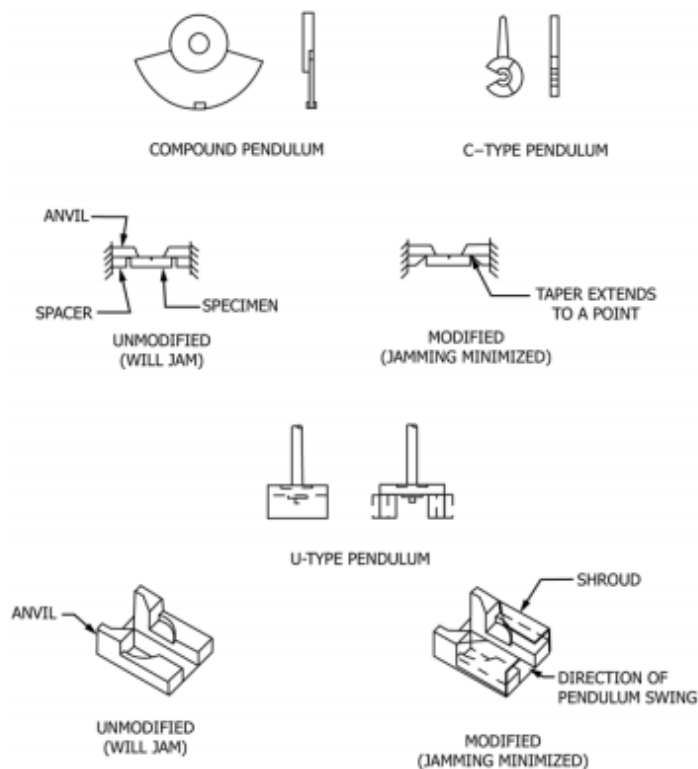 COMPOUND PENDULUM
C-TYPE PENDULUM
ANVIL
SPACER
SPECIMEN
UNMODIFIED
(WILL JAM)
TAPER EXTENDS
TO A POINT
MODIFIED
(JAMMING MINIMIZED)
U-TYPE PENDULUM
ANVIL
UNMODIFIED
(WILL JAM)
SHROUD
DIRECTION OF
PENDULUM SWING
MODIFIED
(JAMMING MINIMIZED)